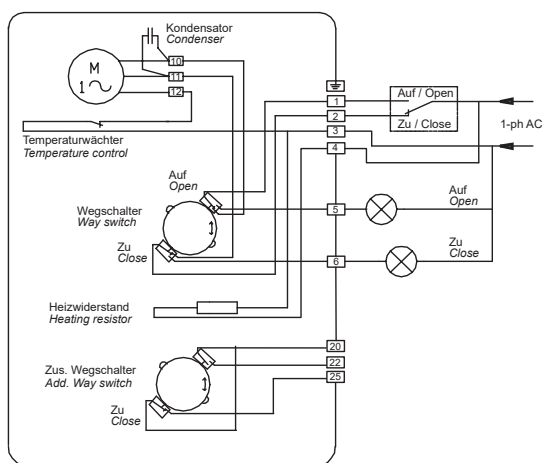 Kondensator
Condenser
M
1
10
11
12
Temperaturwächter
Temperature control
1
2
3
4
Auf / Open
Zu / Close
1-ph AC
Auf
Open
Wegschalter
Way switch
Zu
Close
5
Auf
Open
6
Zu
Close
Heizwiderstand
Heating resistor
20
22
25
Zus. Wegschalter
Add. Way switch
Zu
Close